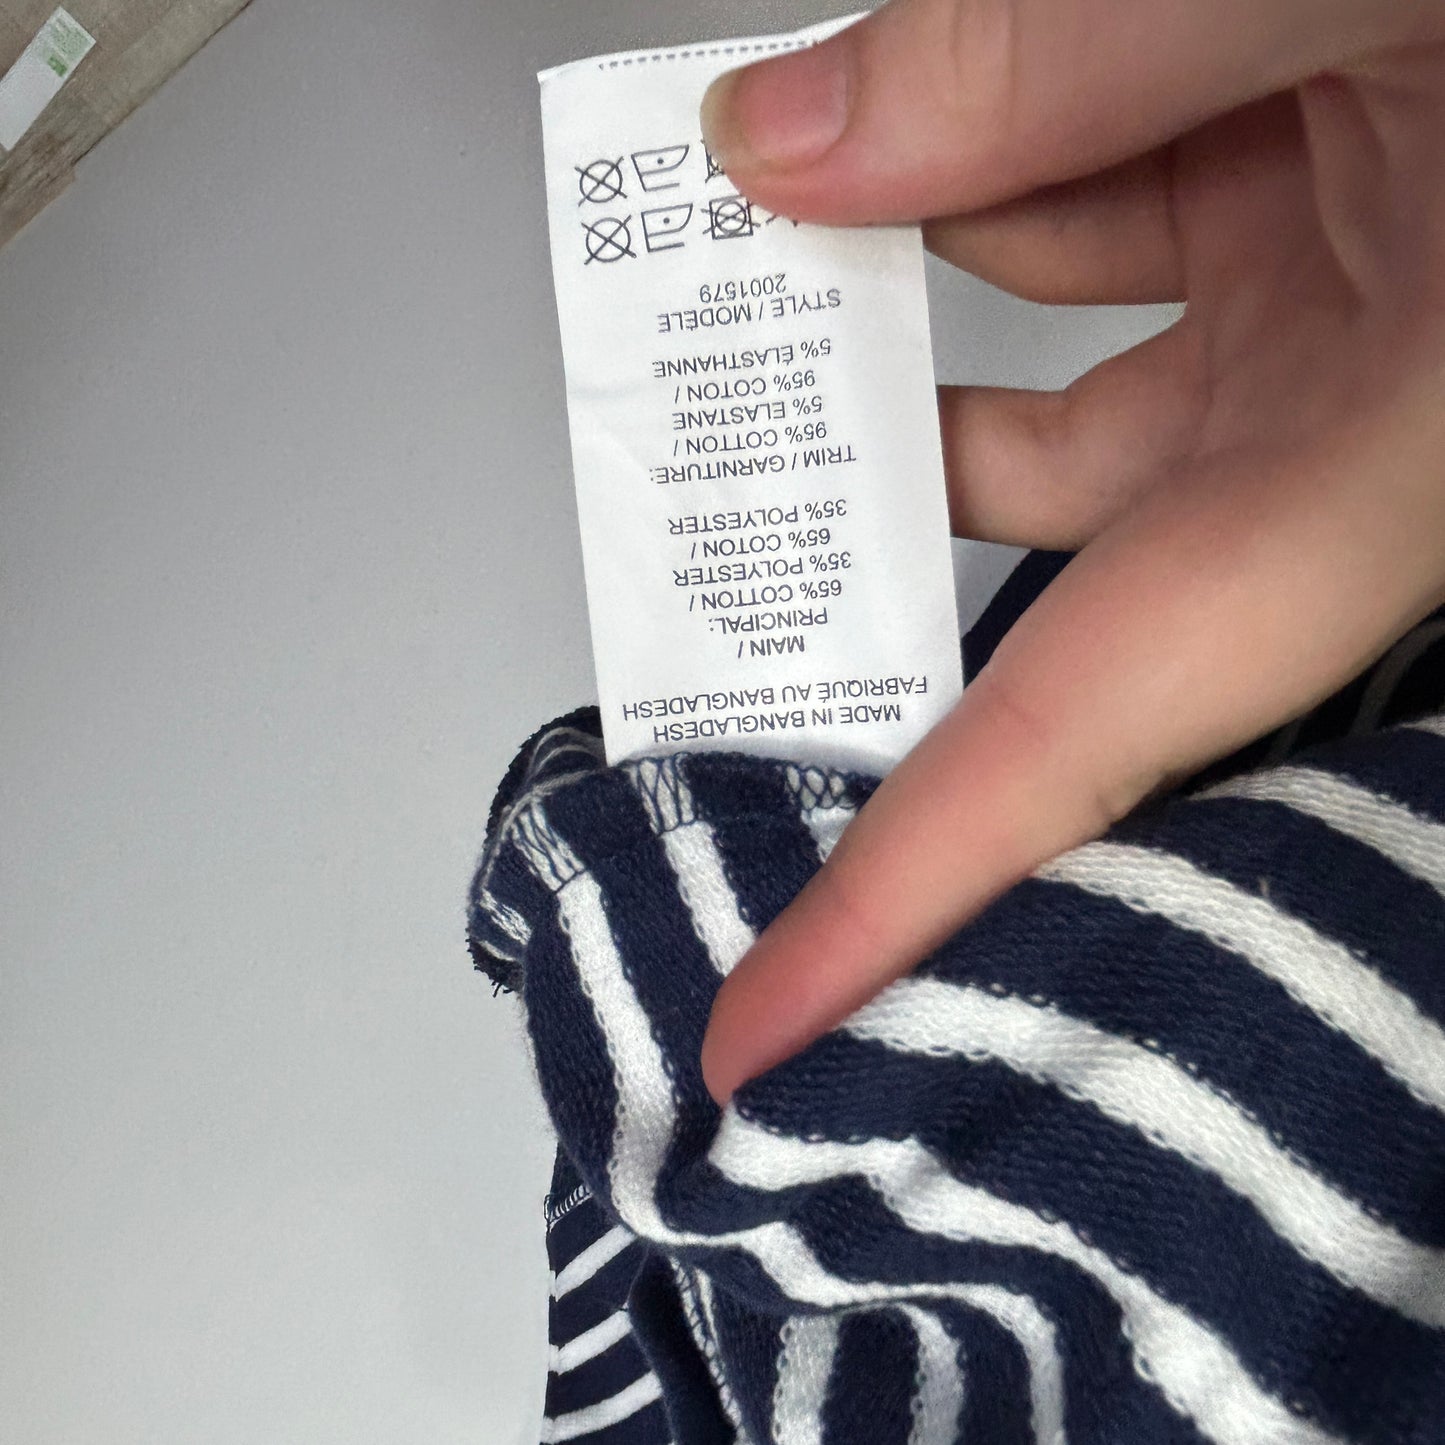 MADE IN BANGLADESH
FABRIQUÉ AU BANGLADESH
MAIN /
PRINCIPAL:
65% COTTON /
35% POLYESTER
65% COTON /
35% POLYESTER
TRIM / GARNITURE:
95% COTTON /
5% ELASTANE
95% COTON /
5% ÉLASTHANNE
STYLE / MODÈLE
2001579